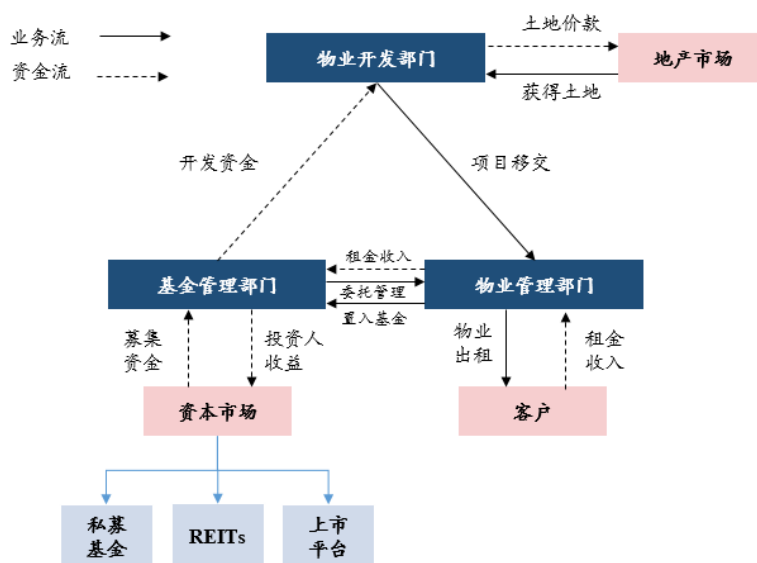 业务流
资金流
物业开发部门
土地价款
获得土地
地产市场
开发资金
项目移交
基金管理部门
租金收入
委托管理
置入基金
物业管理部门
募集
资金
投资人
收益
物业
出租
租金
收入
资本市场
客户
私募
基金
REITs
上市
平台